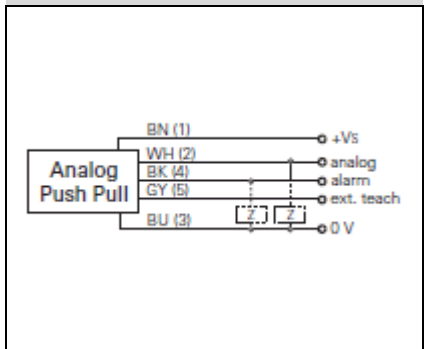 BN (1)
+Vs
WH (2)
analog
Analog
Push Pull
BK (4)
alarm
GY (5)
ext. teach
Z
Z
BU (3)
0 V